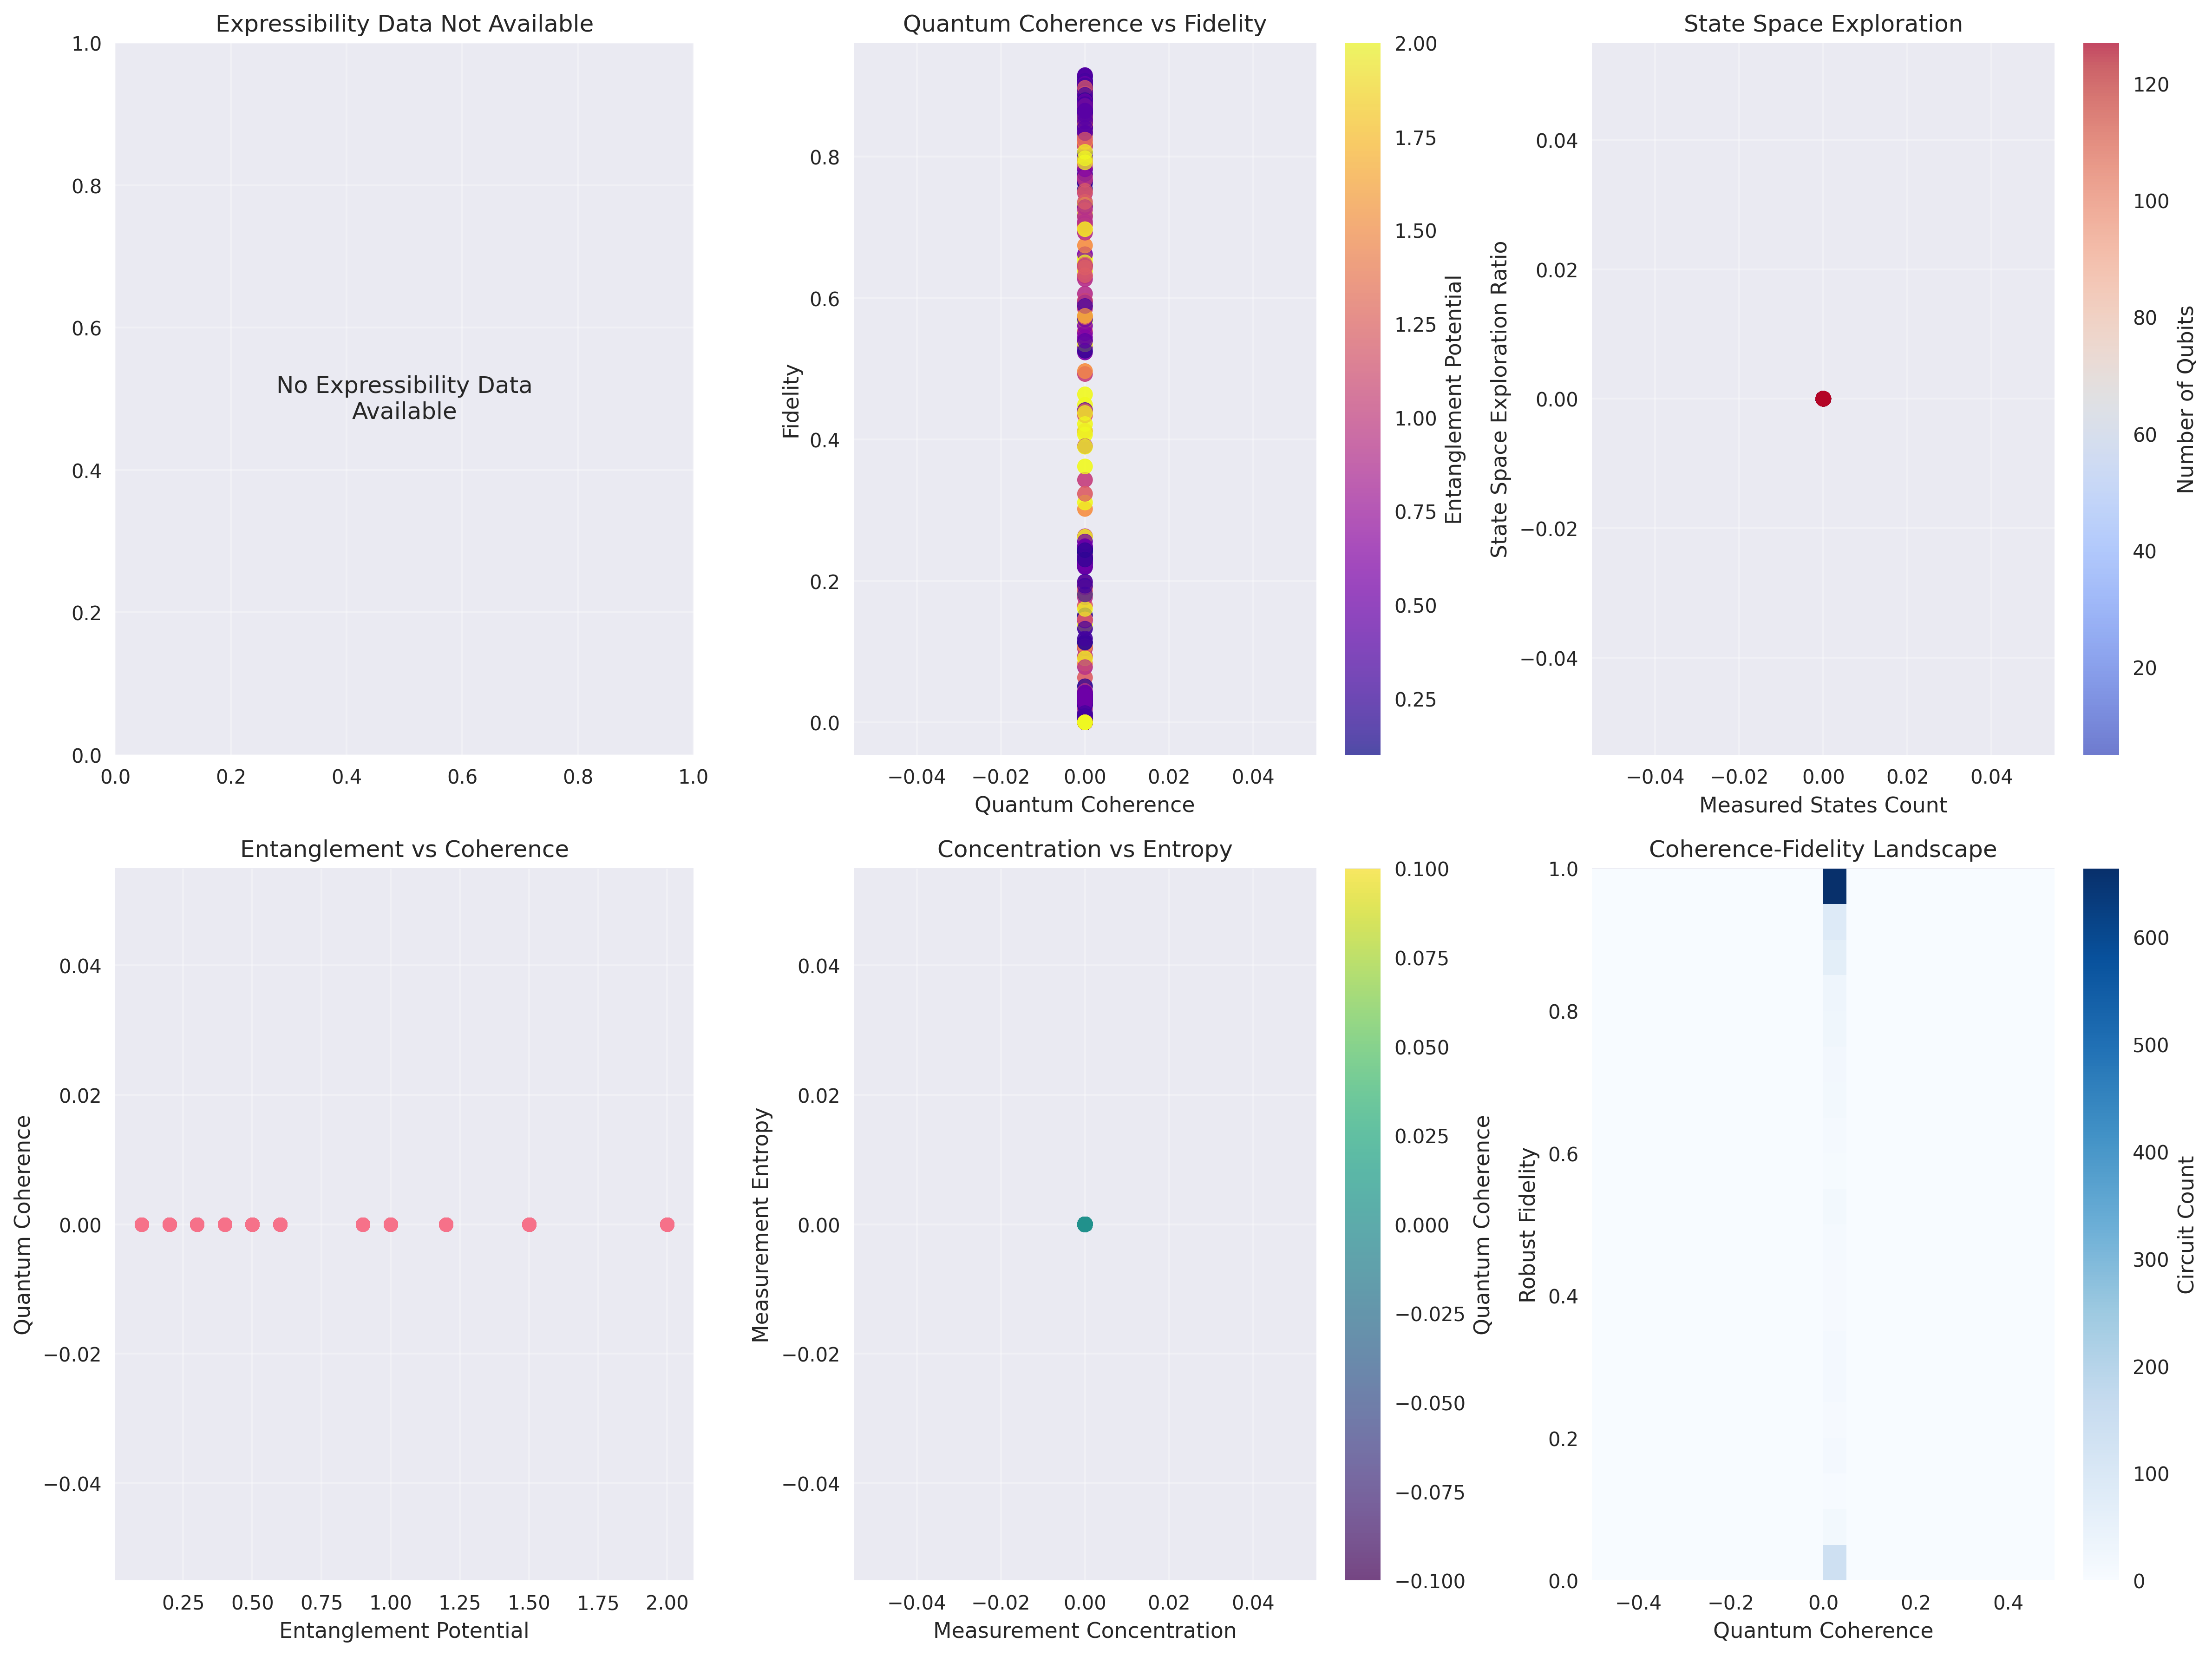 Expressibility Data Not Available
1.0
0.8
0.6
0.4
0.2
0.0
No Expressibility Data
Available
0.0 0.2 0.4 0.6 0.8 1.0
Quantum Coherence vs Fidelity
Fidelity
0.8
0.6
0.4
0.2
0.0
−0.04 −0.02 0.00 0.02 0.04
Quantum Coherence
2.00
1.75
1.50
1.25
1.00
0.75
0.50
0.25
Entanglement Potential
State Space Exploration
State Space Exploration Ratio
0.04
0.02
0.00
−0.02
−0.04
−0.04 −0.02 0.00 0.02 0.04
Measured States Count
120
100
80
60
40
20
Number of Qubits
Entanglement vs Coherence
Quantum Coherence
0.04
0.02
0.00
−0.02
−0.04
0.25 0.50 0.75 1.00 1.25 1.50 1.75 2.00
Entanglement Potential
Concentration vs Entropy
Measurement Entropy
0.04
0.02
0.00
−0.02
−0.04
−0.04 −0.02 0.00 0.02 0.04
Measurement Concentration
0.100
0.075
0.050
0.025
0.000
−0.025
−0.050
−0.075
−0.100
Quantum Coherence
Coherence-Fidelity Landscape
Robust Fidelity
1.0
0.8
0.6
0.4
0.2
0.0
−0.4 −0.2 0.0 0.2 0.4
Quantum Coherence
600
500
400
300
200
100
0
Circuit Count